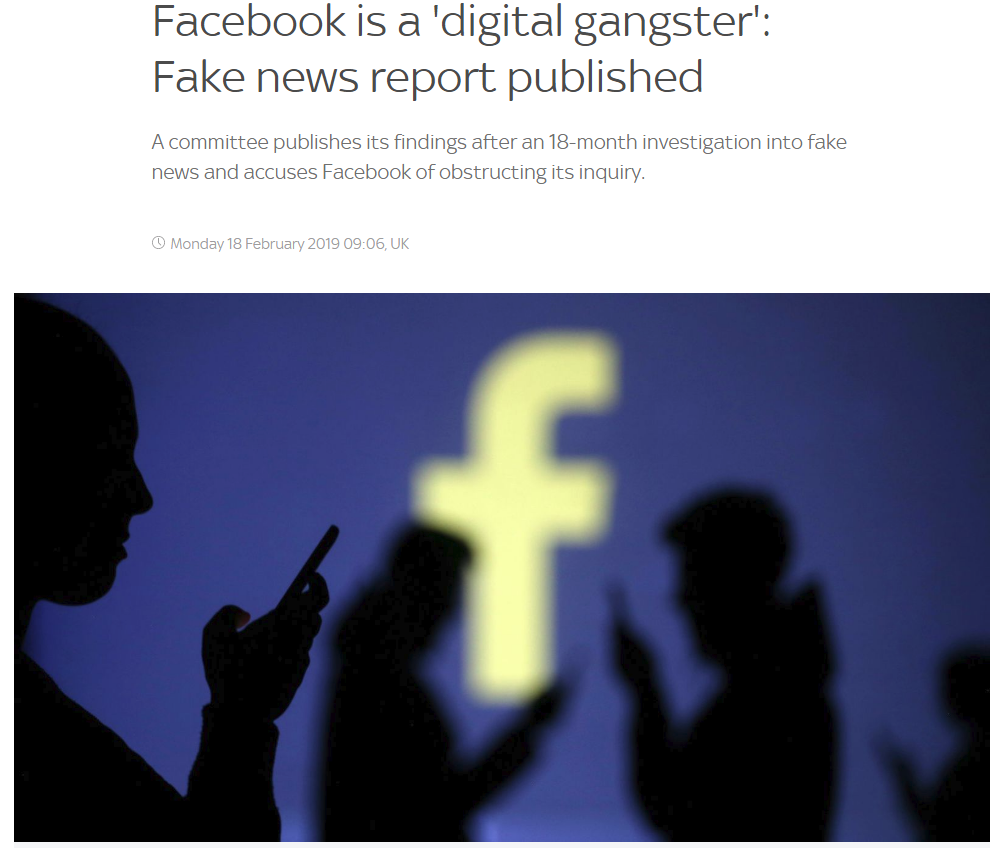 Facebook is a 'digital gangster':
Fake news report published
A committee publishes its findings after an 18-month investigation into fake
news and accuses Facebook of obstructing its inquiry.
Monday 18 February 2019 09:06, UK
f